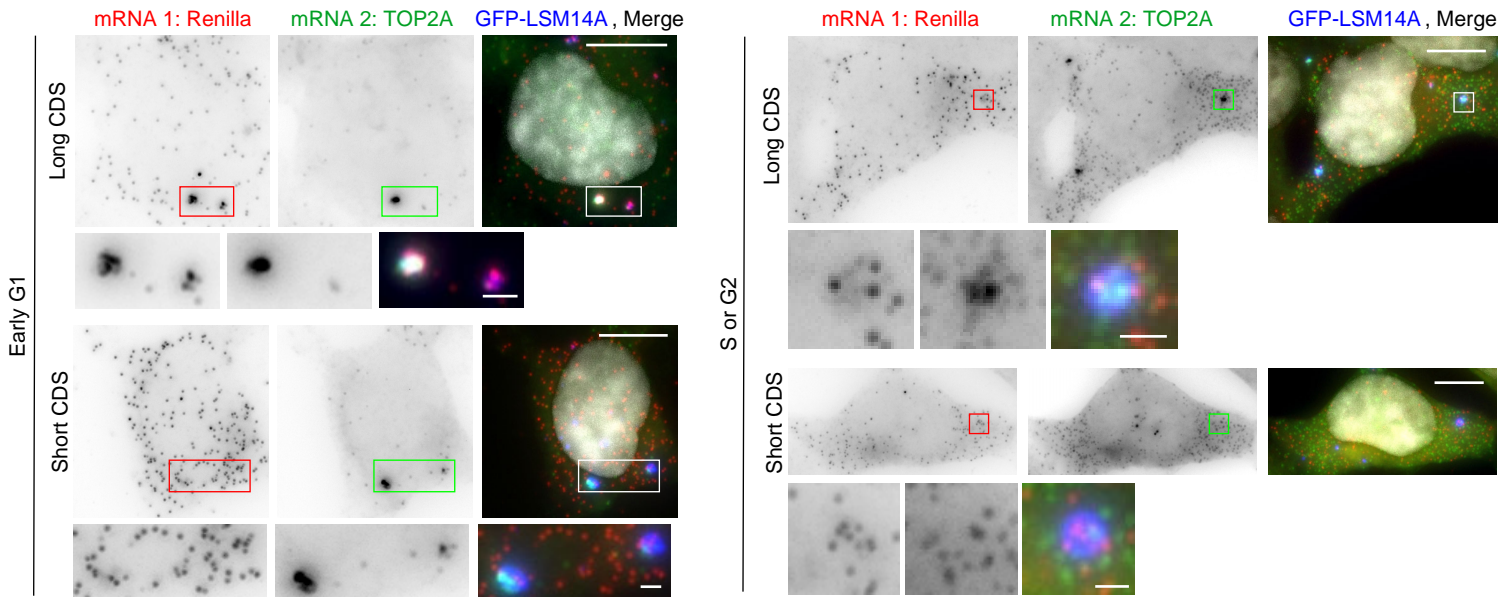 mRNA 1: Renilla mRNA 2: TOP2A GFP-LSM14A , Merge
Long CDS
Short CDS
Early G1
mRNA 1: Renilla mRNA 2: TOP2A GFP-LSM14A , Merge
Long CDS
Short CDS
S or G2